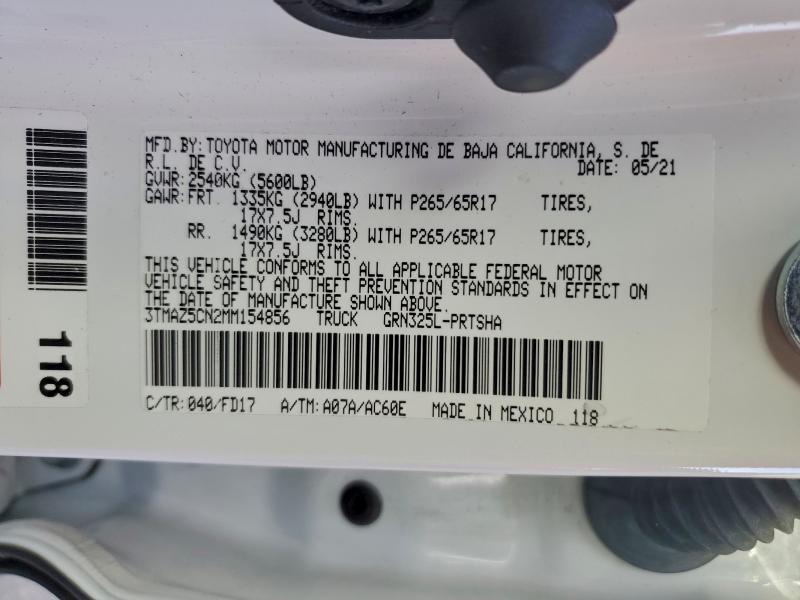 MFD.BY:TOYOTA MOTOR MANUFACTURING DE BAJA CALIFORNIA, S. DE
R.L. DE C.V. DATE: 05/21
GVWR:2540KG (5600LB)
GAWR:FRT. 1335KG (2940LB) WITH P265/65R17 TIRES,
17X7.5J RIMS.
RR. 1490KG (3280LB) WITH P265/65R17 TIRES,
17X7.5J RIMS.
THIS VEHICLE CONFORMS TO ALL APPLICABLE FEDERAL MOTOR
VEHICLE SAFETY AND THEFT PREVENTION STANDARDS IN EFFECT ON
THE DATE OF MANUFACTURE SHOWN ABOVE.
3TMAZ5CN2MM154856 TRUCK GRN325L-PRTSHA
C/TR:040/FD17 A/TM:A07A/AC60E MADE IN MEXICO 118
118